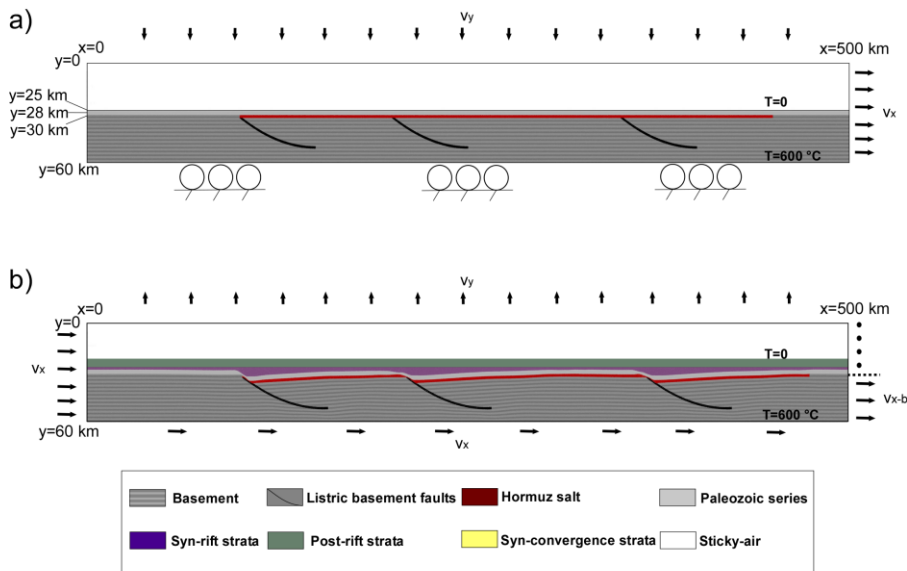 a)
vy
x=0
x=500 km
y=0
y=25 km
y=28 km
y=30 km
T=0
vx
T=600 °C
y=60 km
b)
vy
x=0
x=500 km
y=0
T=0
vx
vx-b
T=600 °C
y=60 km
vx
Basement
Listric basement faults
Hormuz salt
Paleozoic series
Syn-rift strata
Post-rift strata
Syn-convergence strata
Sticky-air